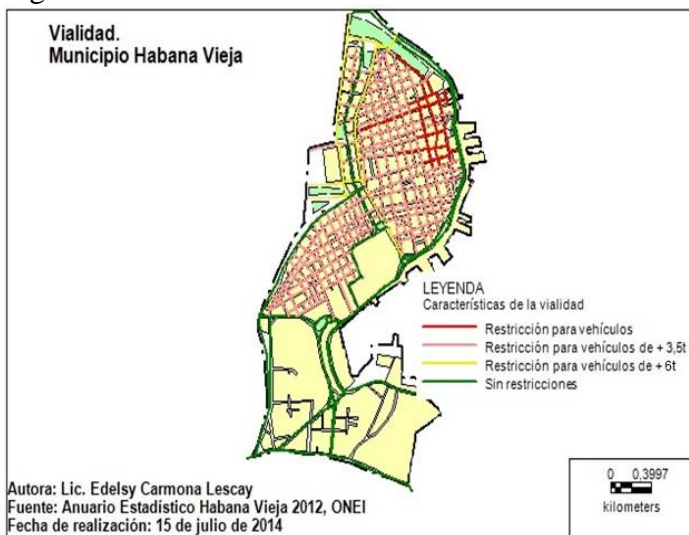 Vialidad.
Municipio Habana Vieja
LEYENDA
Características de la vialidad
Restricción para vehículos
Restricción para vehículos de + 3,5t
Restricción para vehículos de + 6t
Sin restricciones
Autora: Lic. Edelsy Carmona Lescay
Fuente: Anuario Estadístico Habana Vieja 2012, ONEI
Fecha de realización: 15 de julio de 2014
0 0,3997
kilometers